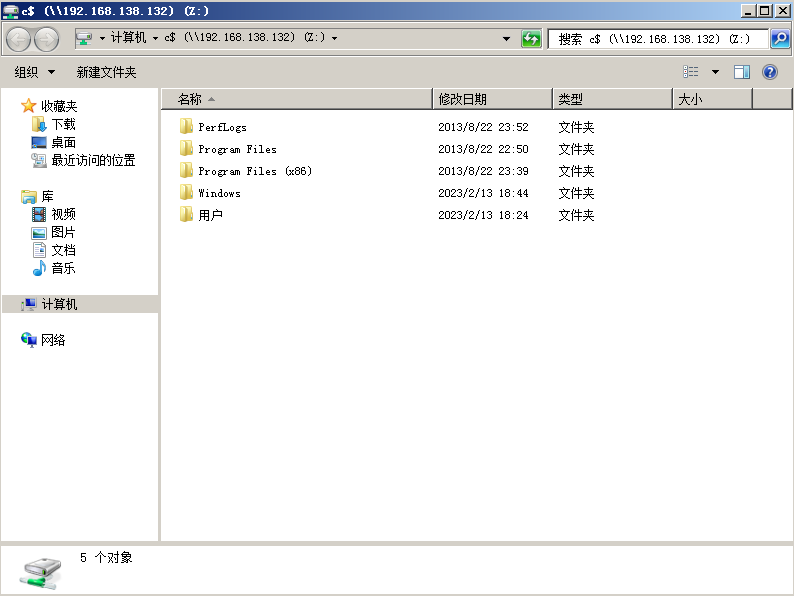 c$ (\\192.168.138.132) (Z:)
计算机 c$ (\\192.168.138.132) (Z:) 搜索 c$ (\\192.168.138.132) (Z:)
组织 新建文件夹
收藏夹
下载
桌面
最近访问的位置
库
视频
图片
文档
音乐
计算机
网络
名称 修改日期 类型 大小
PerfLogs 2013/8/22 23:52 文件夹
Program Files 2013/8/22 22:50 文件夹
Program Files (x86) 2013/8/22 23:39 文件夹
Windows 2023/2/13 18:44 文件夹
用户 2023/2/13 18:24 文件夹
5 个对象